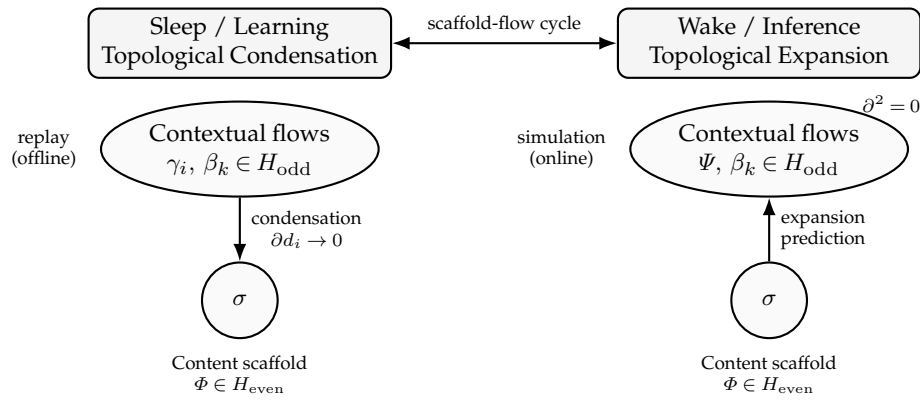 Sleep / Learning
Topological Condensation
scaffold-flow cycle
Wake / Inference
Topological Expansion
replay
(offline)
Contextual flows
γᵢ, βₖ ∈ H_odd
condensation
∂dᵢ → 0
σ
Content scaffold
Φ ∈ H_even
simulation
(online)
∂² = 0
Contextual flows
Ψ, βₖ ∈ H_odd
expansion
prediction
σ
Content scaffold
Φ ∈ H_even